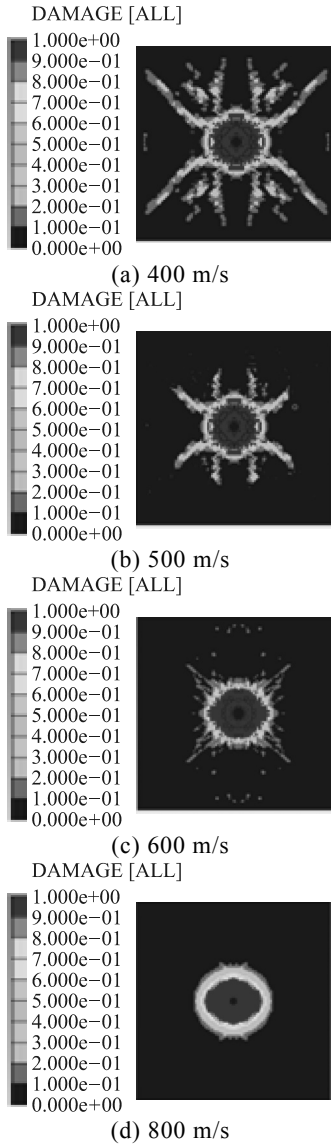 DAMAGE [ALL]
1.000e+00
9.000e−01
8.000e−01
7.000e−01
6.000e−01
5.000e−01
4.000e−01
3.000e−01
2.000e−01
1.000e−01
0.000e+00
(a) 400 m/s
DAMAGE [ALL]
1.000e+00
9.000e−01
8.000e−01
7.000e−01
6.000e−01
5.000e−01
4.000e−01
3.000e−01
2.000e−01
1.000e−01
0.000e+00
(b) 500 m/s
DAMAGE [ALL]
1.000e+00
9.000e−01
8.000e−01
7.000e−01
6.000e−01
5.000e−01
4.000e−01
3.000e−01
2.000e−01
1.000e−01
0.000e+00
(c) 600 m/s
DAMAGE [ALL]
1.000e+00
9.000e−01
8.000e−01
7.000e−01
6.000e−01
5.000e−01
4.000e−01
3.000e−01
2.000e−01
1.000e−01
0.000e+00
(d) 800 m/s